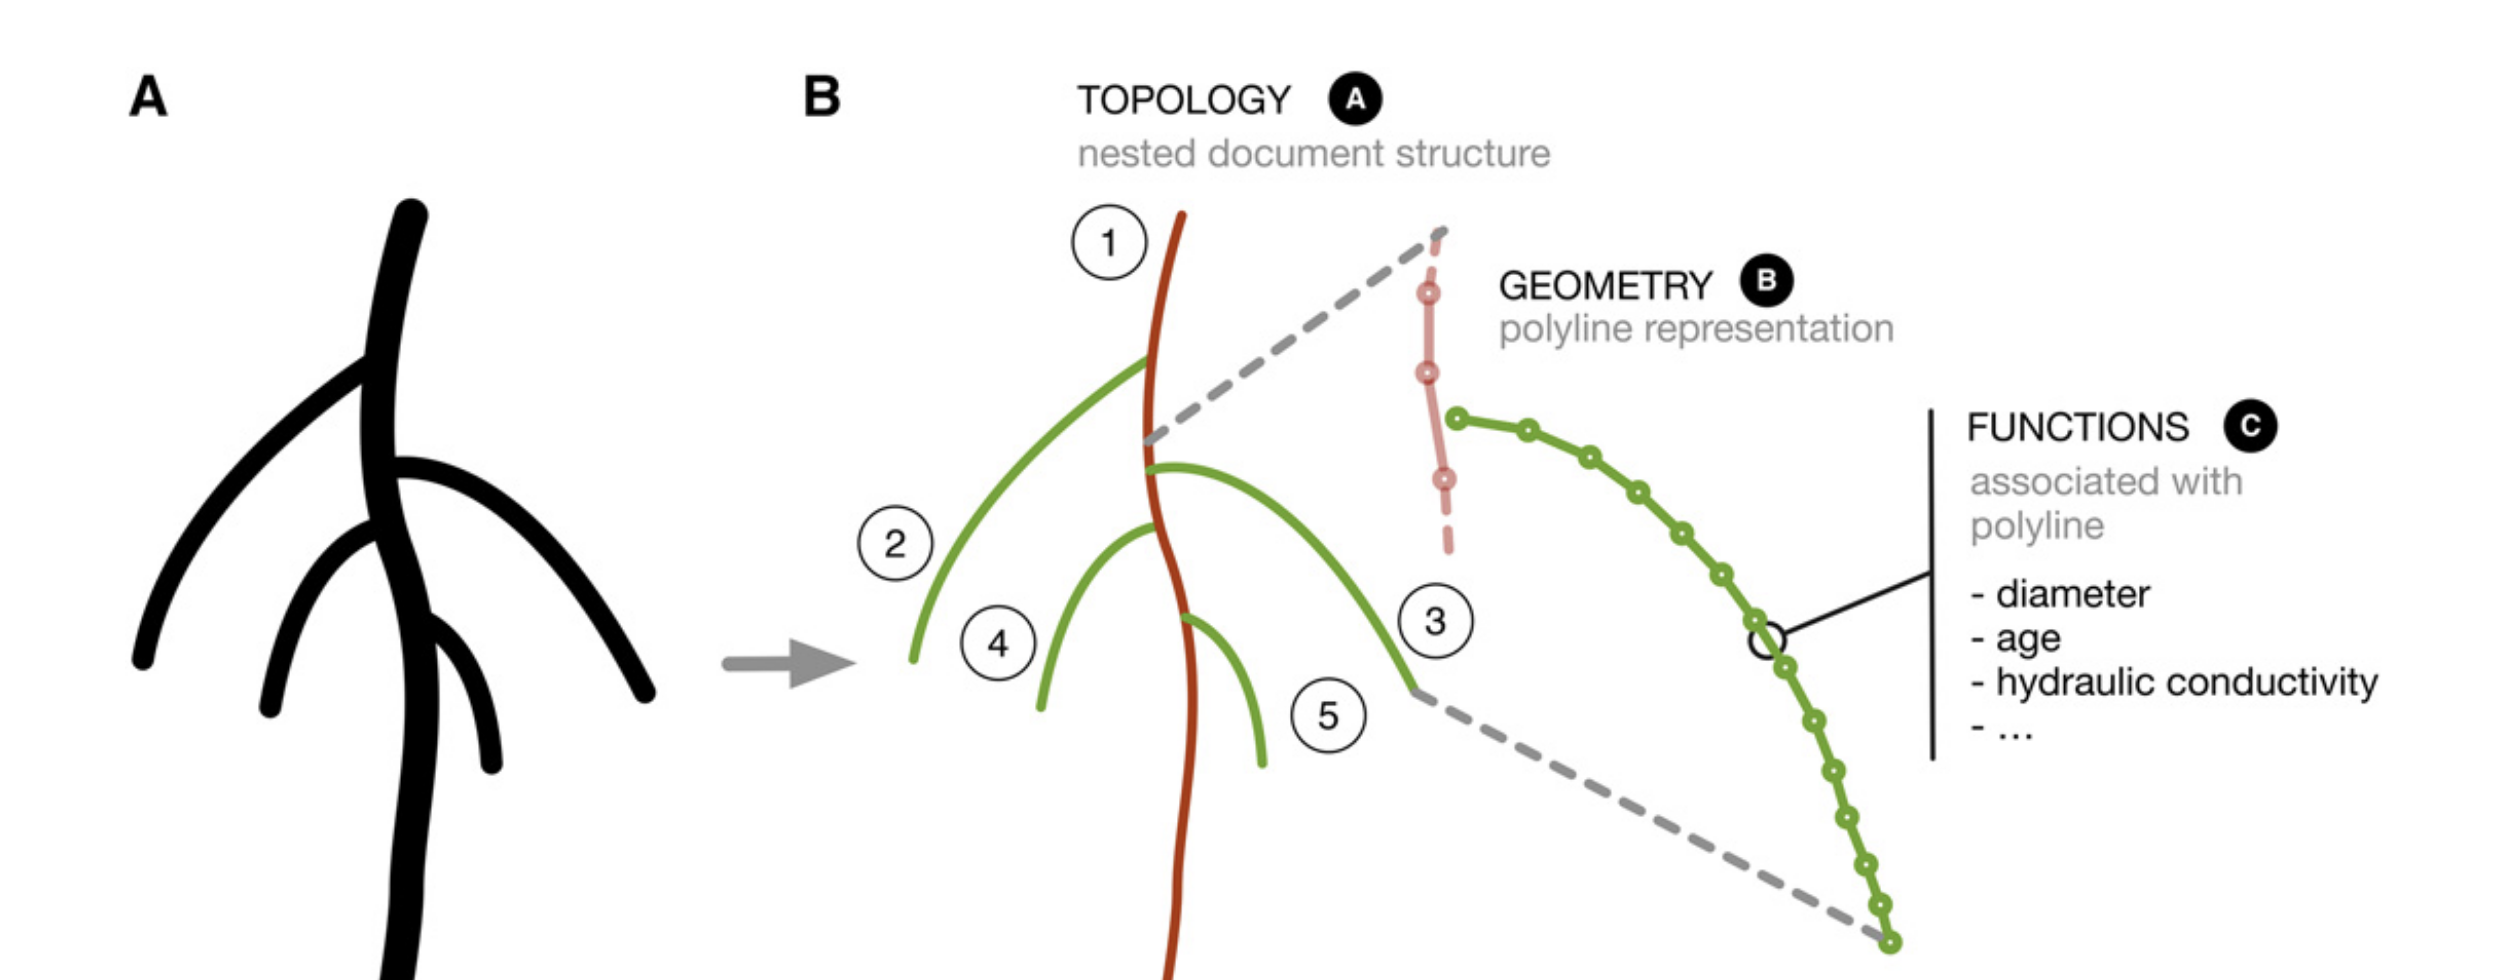 A
B
TOPOLOGY A
nested document structure
1
GEOMETRY B
polyline representation
FUNCTIONS C
associated with
polyline
2
- diameter
3
4
- age
- hydraulic conductivity
5
- ...